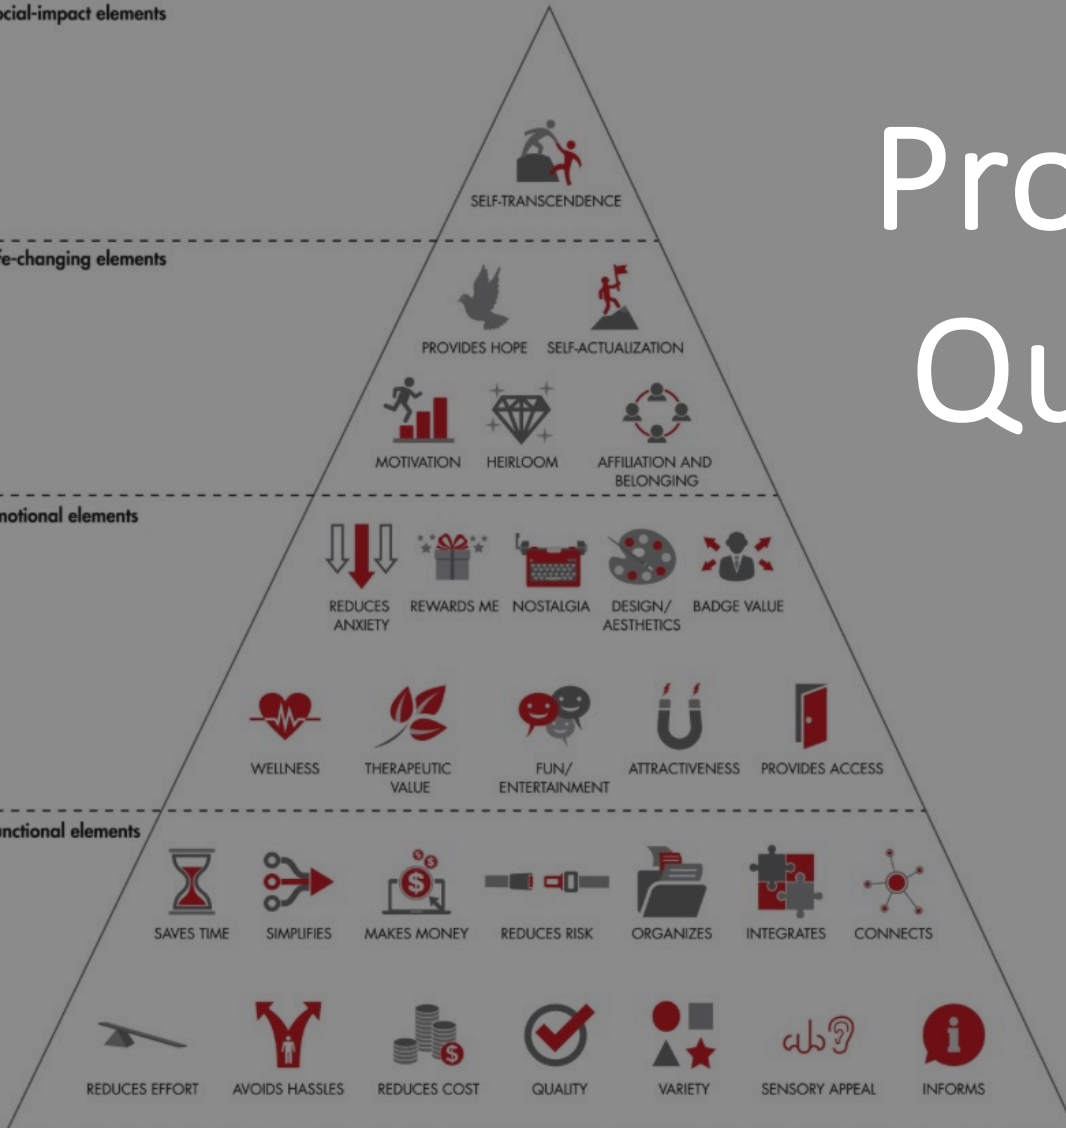 ocial-impact elements
SELF-TRANSCENDENCE
fe-changing elements
PROVIDES HOPE SELF-ACTUALIZATION
MOTIVATION HEIRLOOM AFFILIATION AND
BELONGING
motional elements
REDUCES
ANXIETY
REWARDS ME
NOSTALGIA
DESIGN/
AESTHETICS
BADGE VALUE
WELLNESS
THERAPEUTIC
VALUE
FUN/
ENTERTAINMENT
ATTRACTIVENESS
PROVIDES ACCESS
unctional elements
SAVES TIME SIMPLIFIES MAKES MONEY REDUCES RISK ORGANIZES INTEGRATES CONNECTS
REDUCES EFFORT AVOIDS HASSLES REDUCES COST QUALITY VARIETY SENSORY APPEAL INFORMS
Pro
Qu